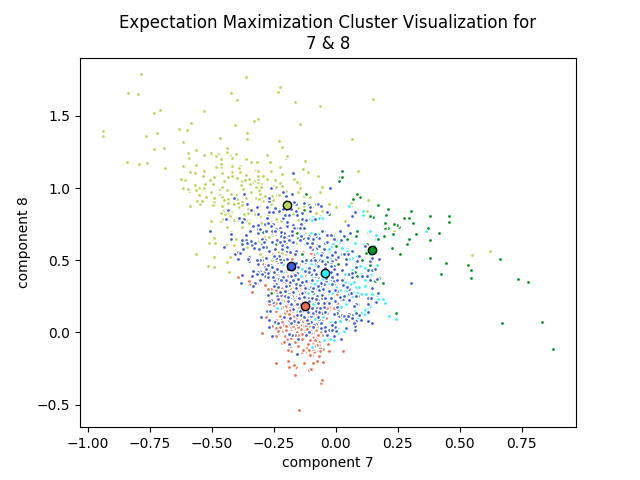 Expectation Maximization Cluster Visualization for
7 & 8
1.5
1.0
0.5
0.0
−0.5
component 8
−1.00 −0.75 −0.50 −0.25 0.00 0.25 0.50 0.75
component 7